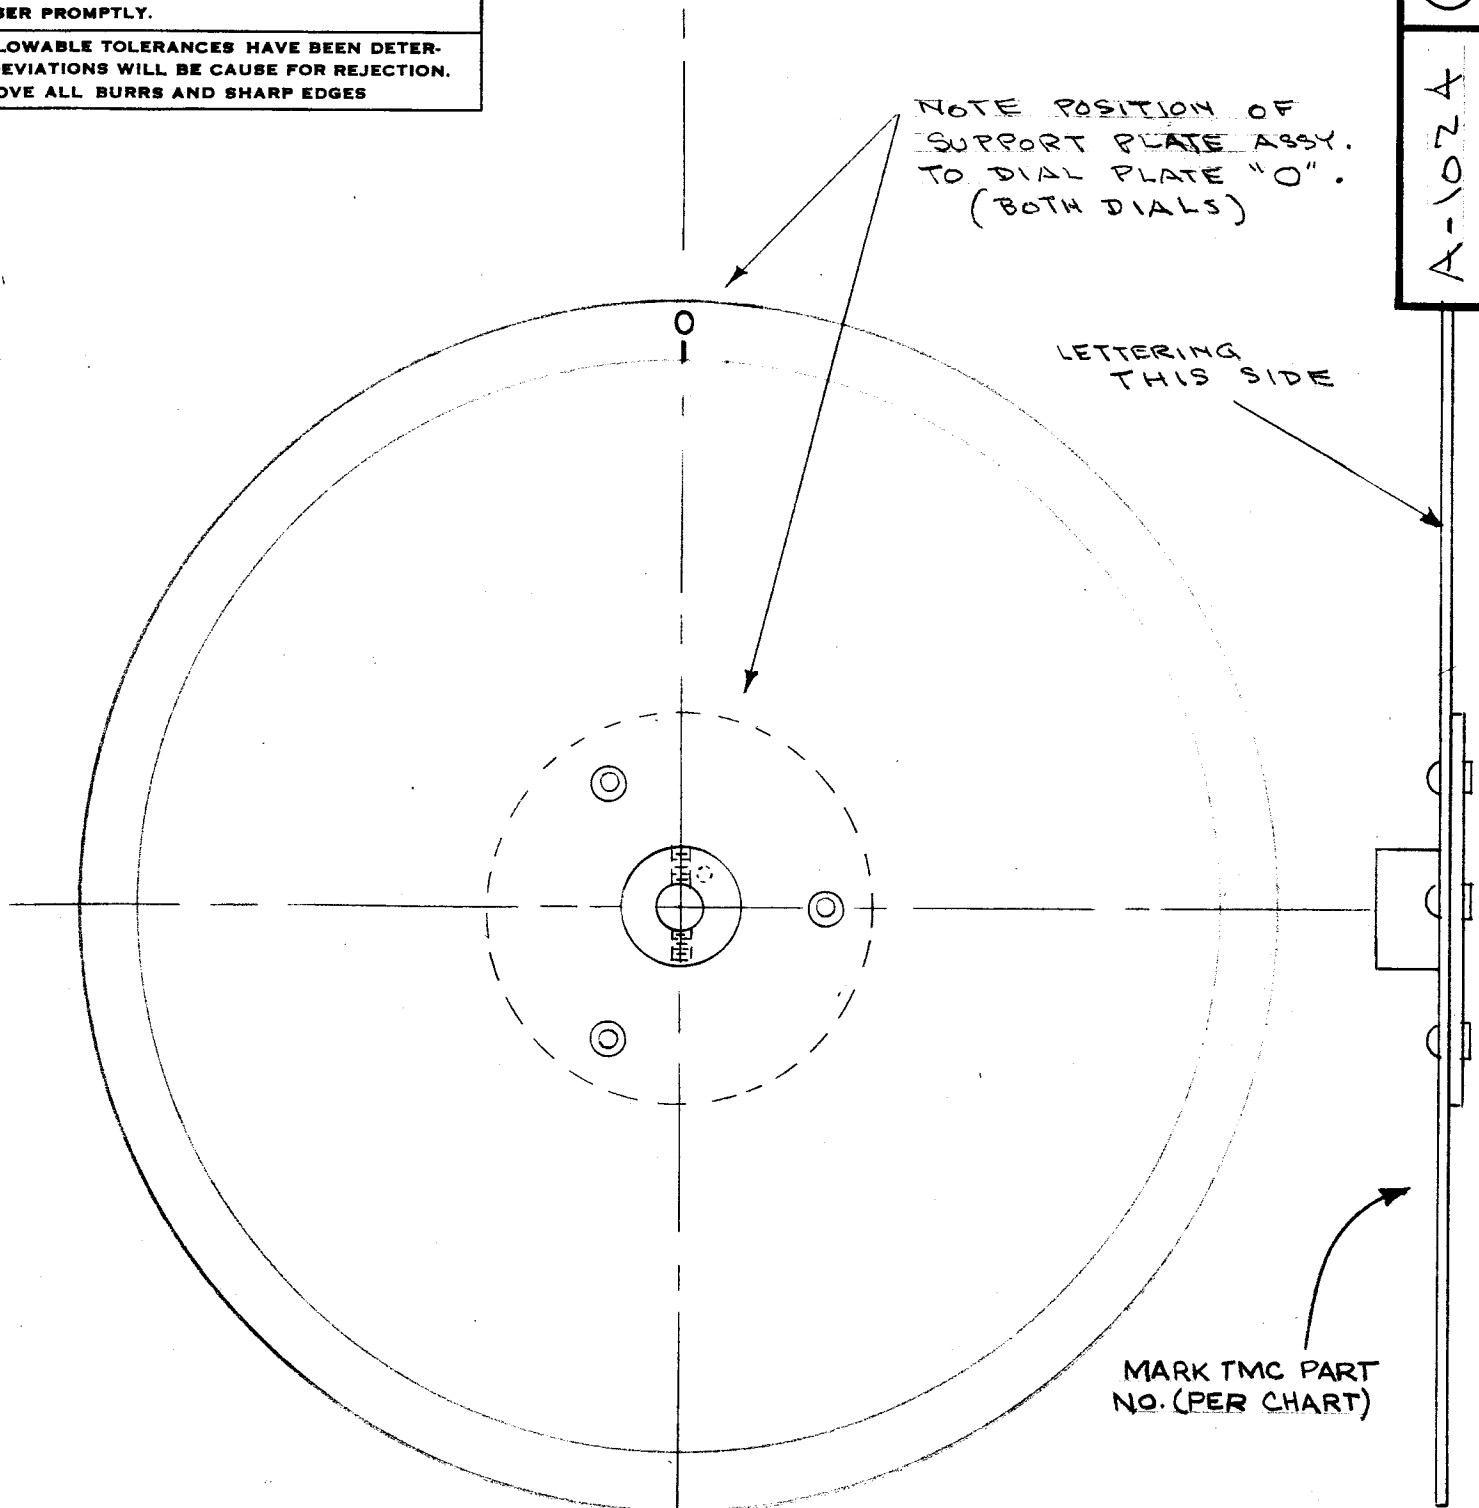 BER PROMPTLY.
LOWABLE TOLERANCES HAVE BEEN DETER-
DEVIATIONS WILL BE CAUSE FOR REJECTION.
OVE ALL BURRS AND SHARP EDGES
NOTE POSITION OF
SUPPORT PLATE ASSY.
TO DIAL PLATE "O".
(BOTH DIALS)
A-1024
O
LETTERING
THIS SIDE
MARK TMC PART
NO. (PER CHART)